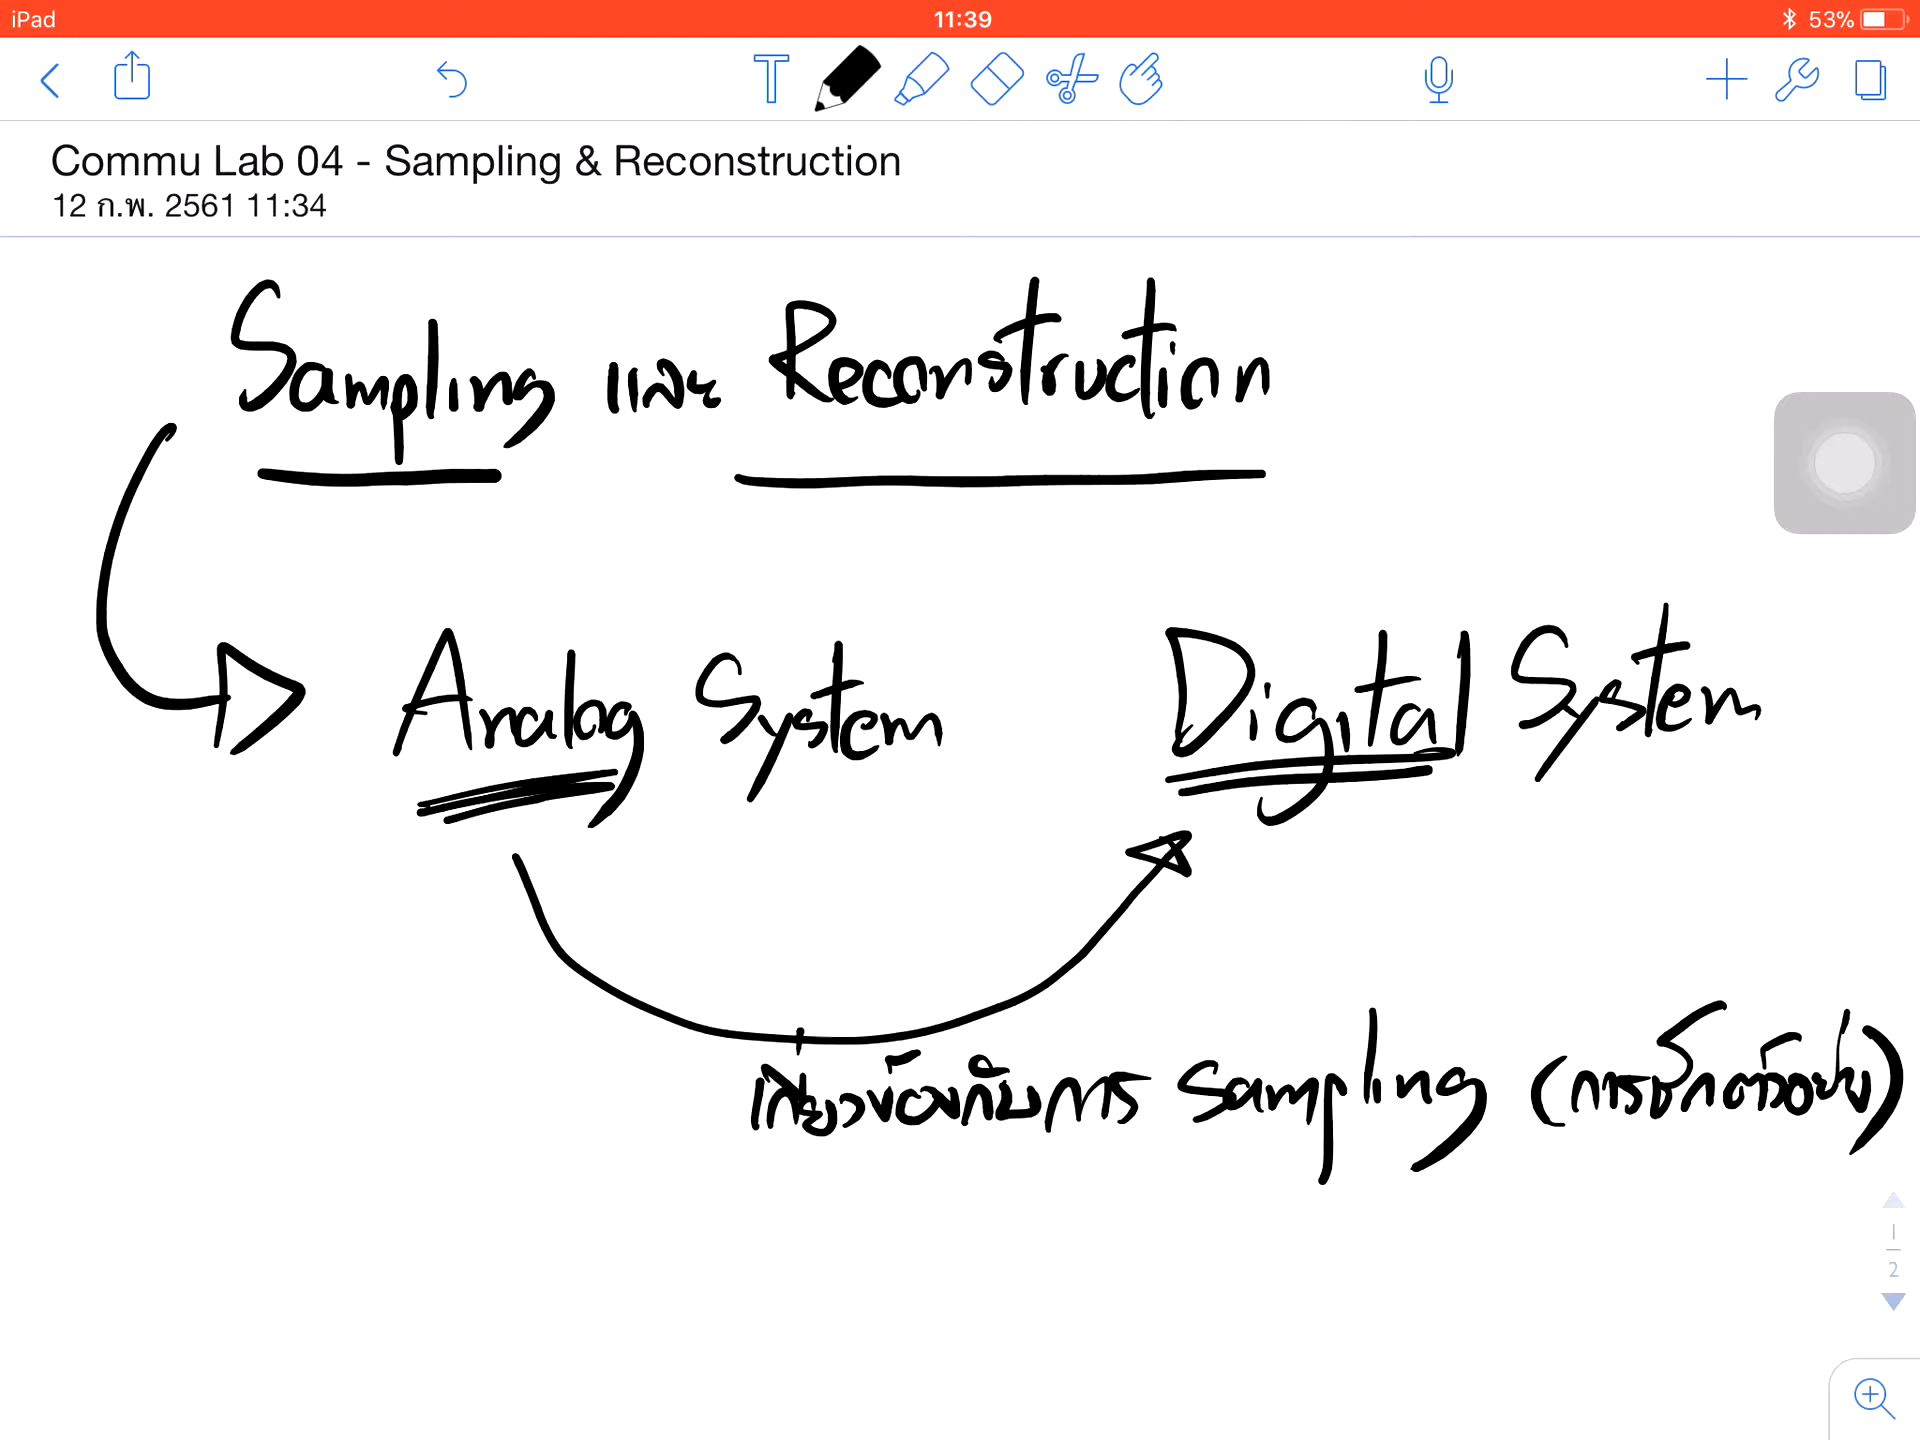 iPad 11:39 53%
Commu Lab 04 - Sampling & Reconstruction
12 ก.พ. 2561 11:34
Sampling และ Reconstruction
Analog System Digital System
เกี่ยวข้องกับการ Sampling (การชักตัวอย่าง)
1
2